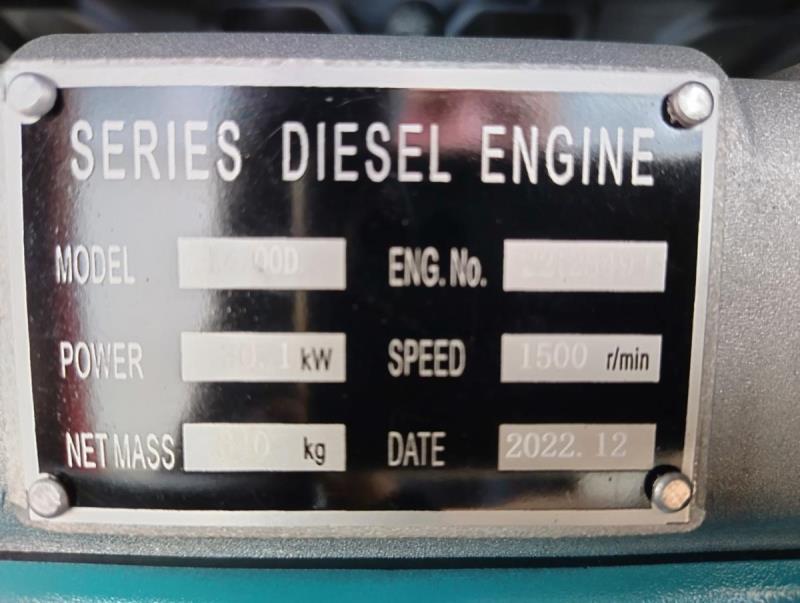 SERIES DIESEL ENGINE
MODEL ENG.No.
POWER kW SPEED 1500 r/min
NET MASS kg DATE 2022.12